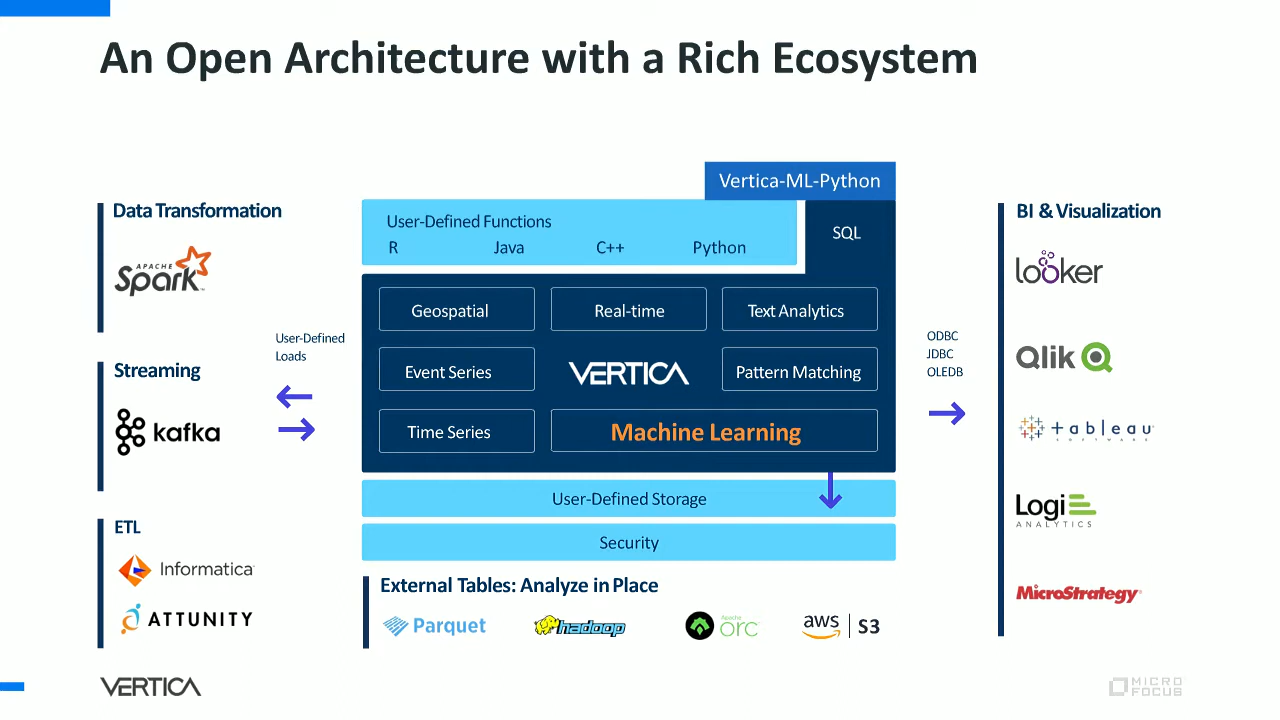 An Open Architecture with a Rich Ecosystem
Data Transformation
APACHE
Spark
Streaming
kafka
ETL
Informatica
ATTUNITY
User-Defined
Loads
Vertica-ML-Python
User-Defined Functions
R Java C++ Python
SQL
Geospatial
Real-time
Text Analytics
Event Series
VERTICA
Pattern Matching
Time Series
Machine Learning
User-Defined Storage
Security
External Tables: Analyze in Place
Parquet
hadoop
Apache
orc
aws
S3
ODBC
JDBC
OLEDB
BI & Visualization
looker
Qlik
tableau
SOFTWARE
Logi
ANALYTICS
MicroStrategy
VERTICA
MICRO
FOCUS